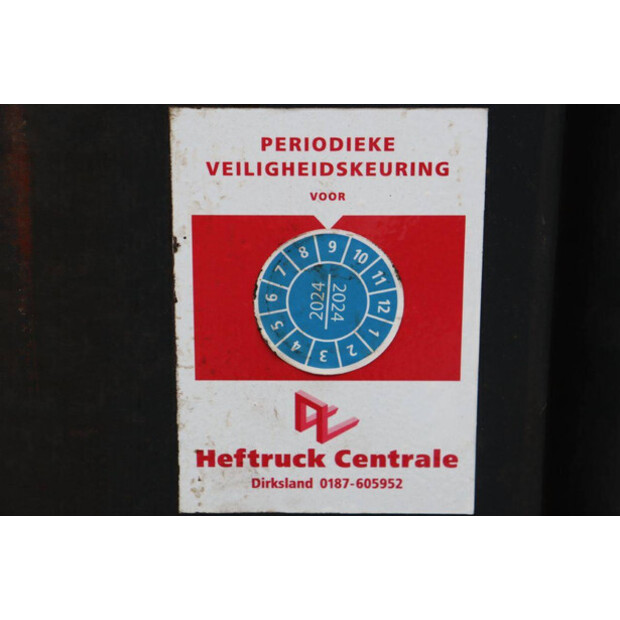 PERIODIEKE
VEILIGHEIDSKEURING
VOOR
1 2 3 4 5 6 7 8 9 10 11 12
2024
2024
Heftruck Centrale
Dirksland 0187-605952